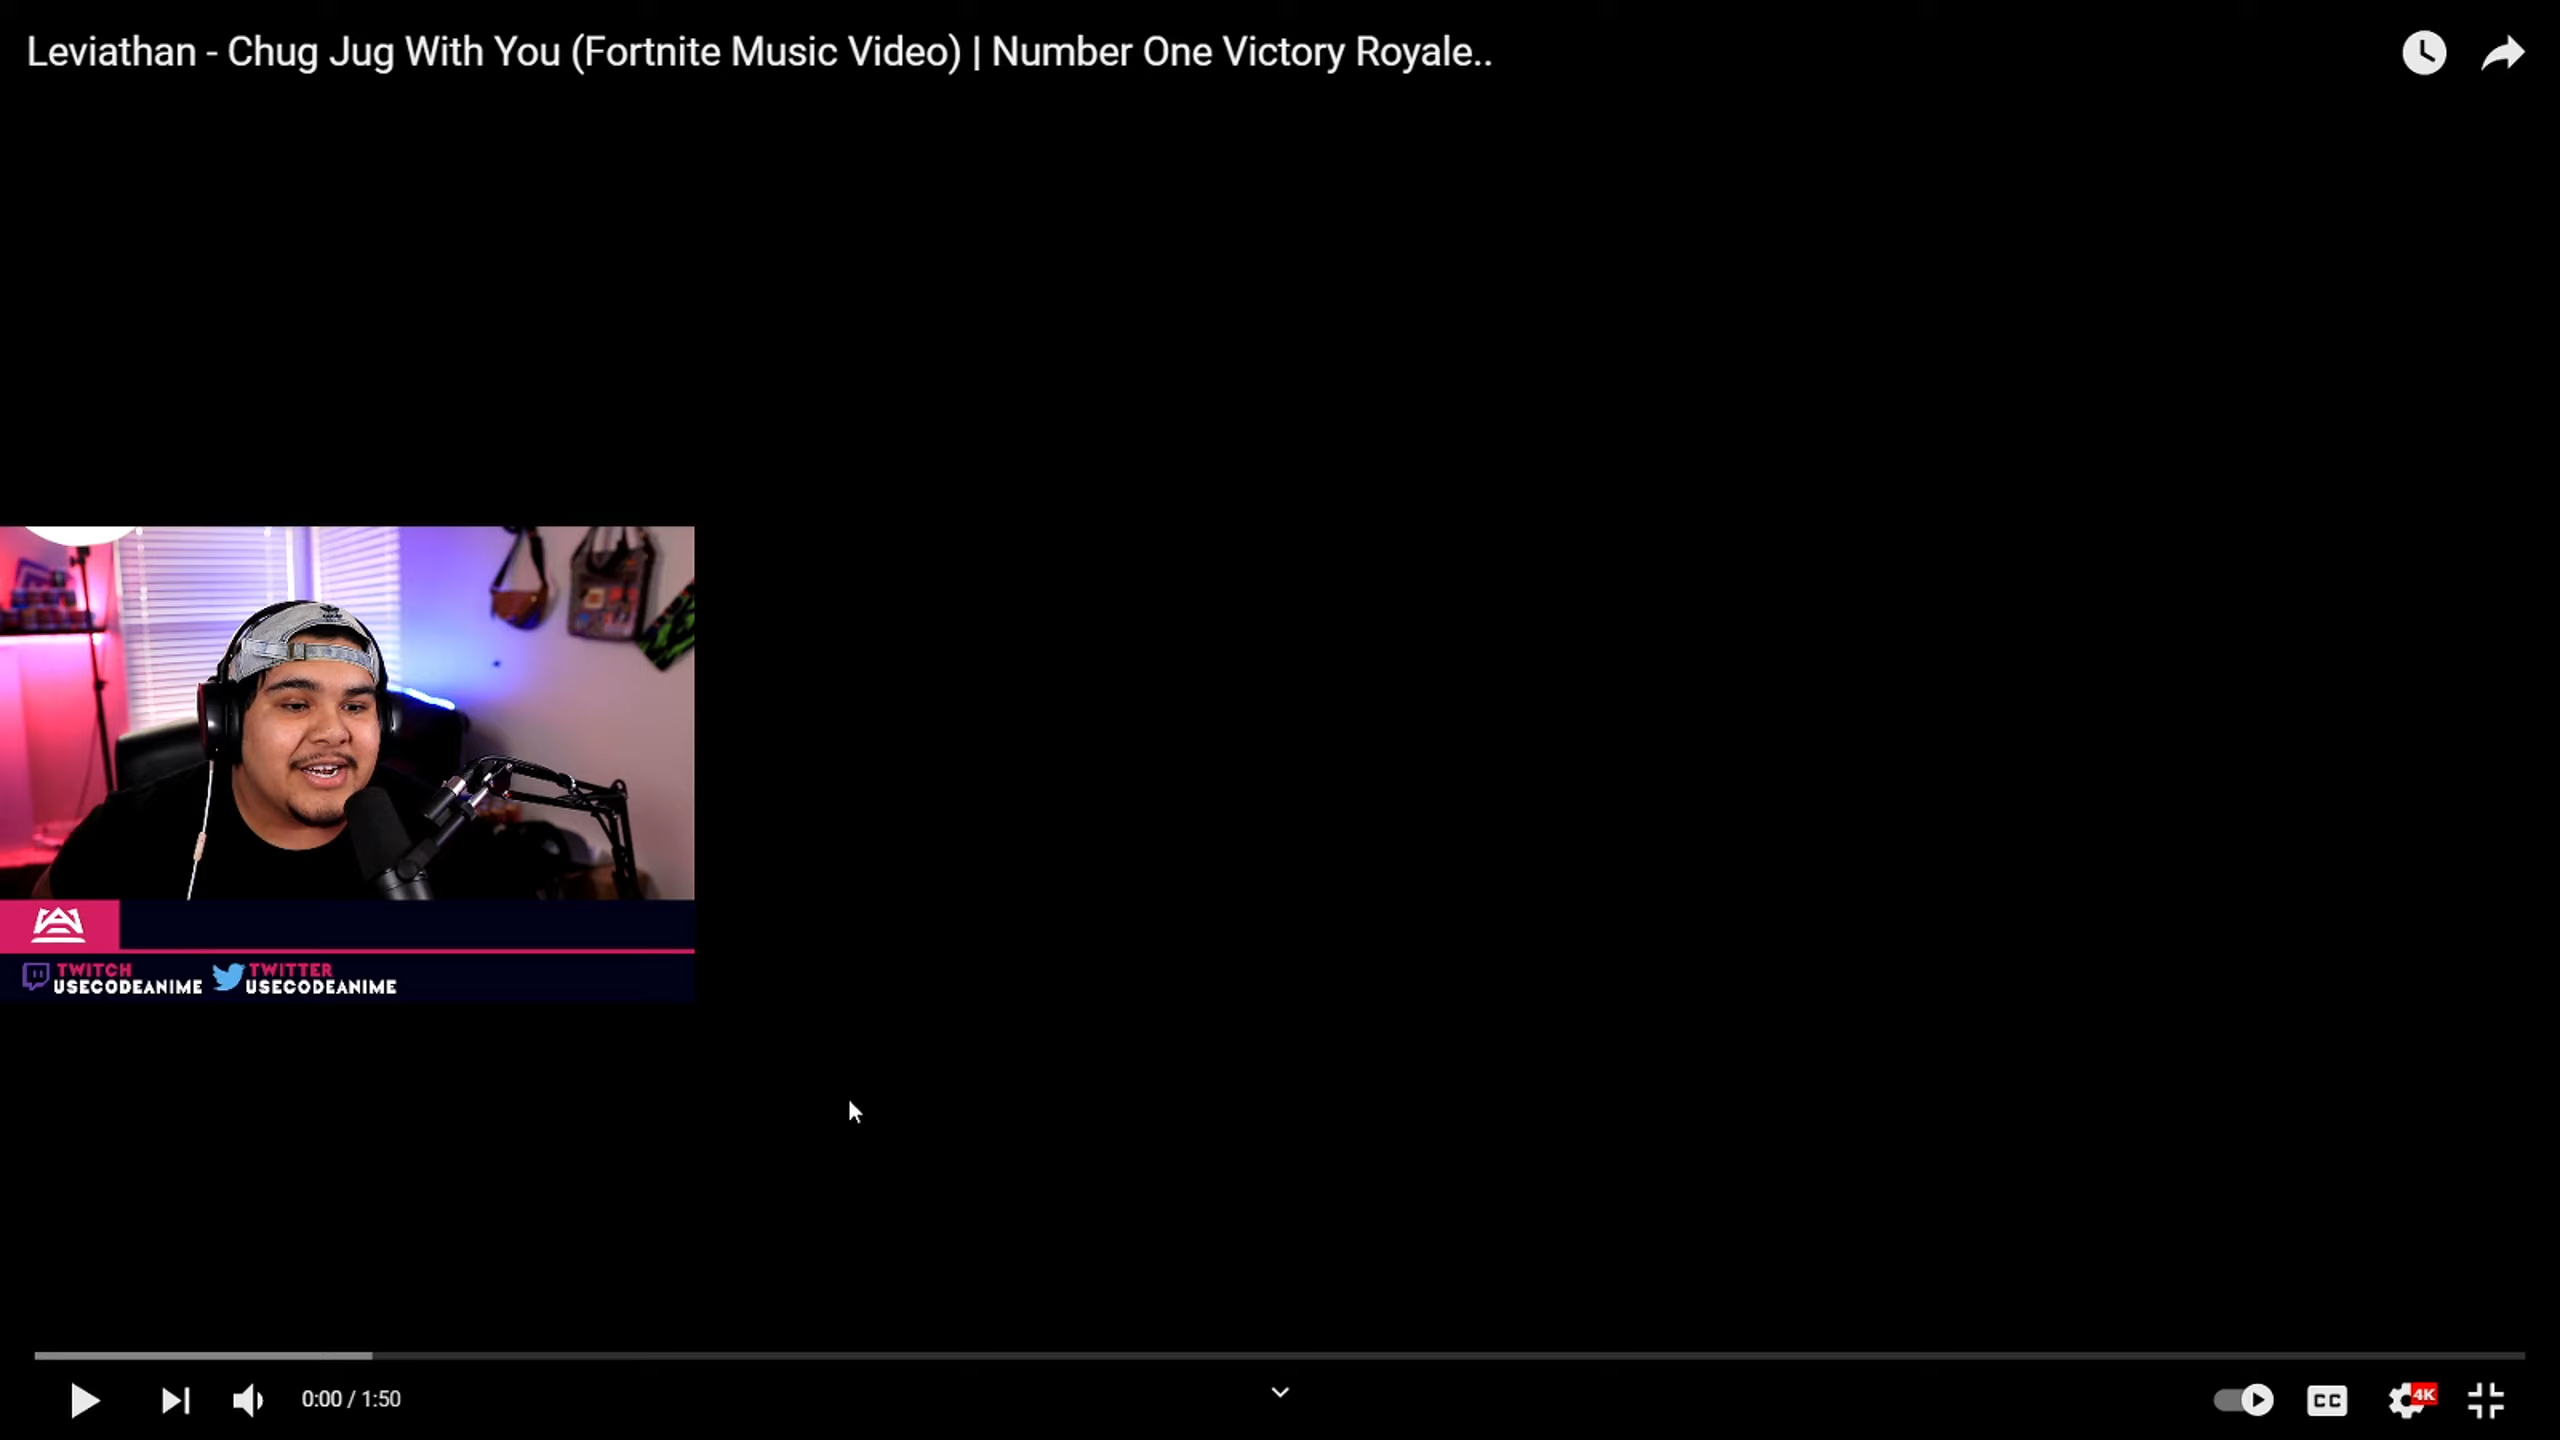 Leviathan - Chug Jug With You (Fortnite Music Video) | Number One Victory Royale..
TWITCH
USECODEANIME
TWITTER
USECODEANIME
0:00 / 1:50
CC
4K